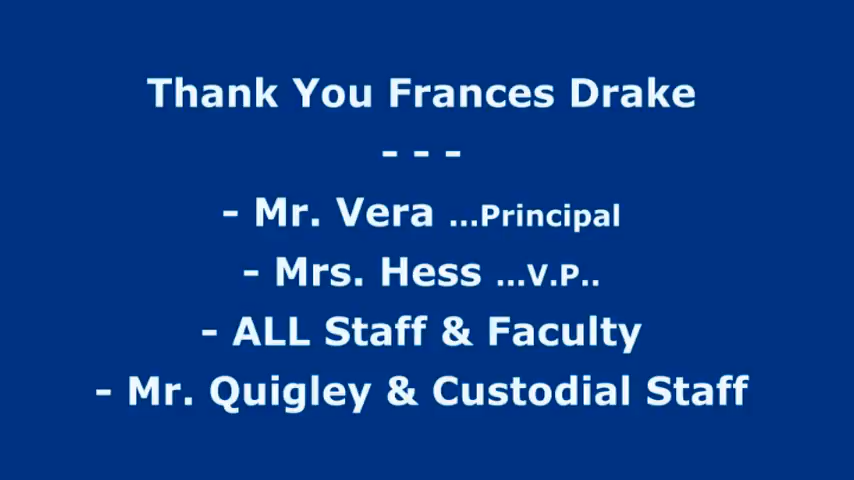 Thank You Frances Drake
- - -
- Mr. Vera ...Principal
- Mrs. Hess ...V.P..
- ALL Staff & Faculty
- Mr. Quigley & Custodial Staff